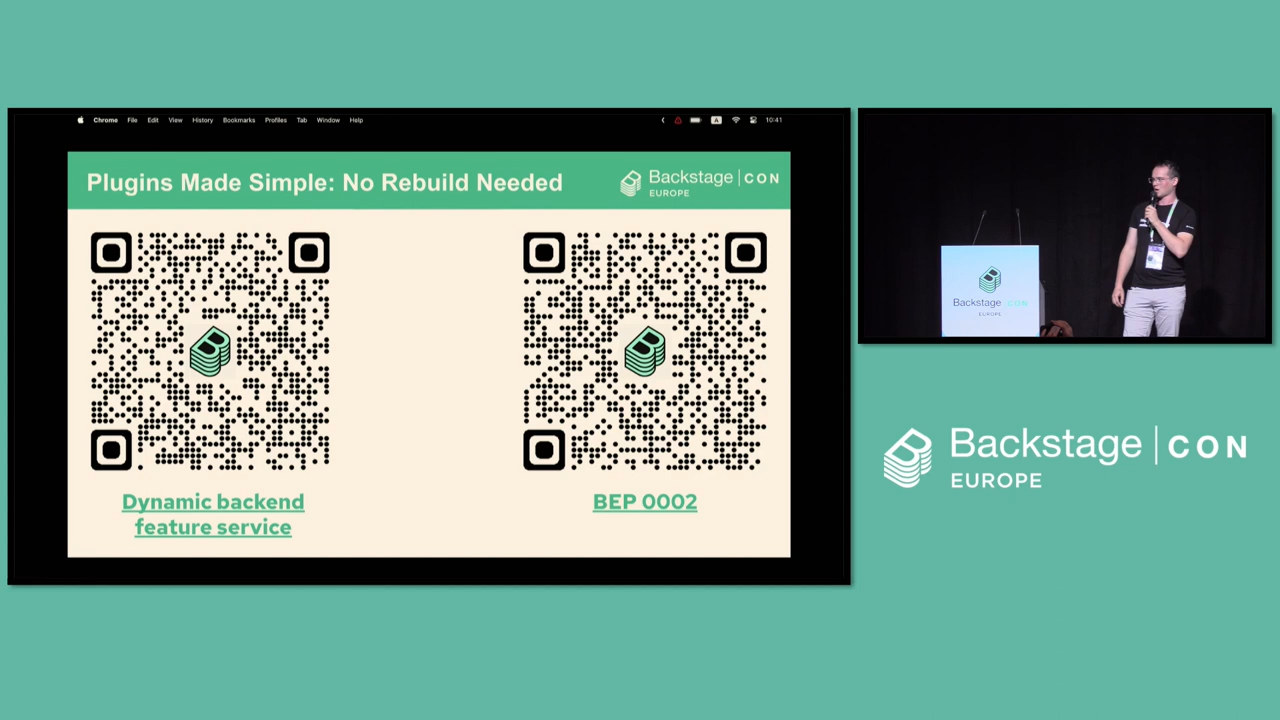 Chrome File Edit View History Bookmarks Profiles Tab Window Help
A 10:41
Plugins Made Simple: No Rebuild Needed
Backstage | CON
EUROPE
Dynamic backend
feature service
BEP 0002
Backstage CON
EUROPE
Backstage | CON
EUROPE